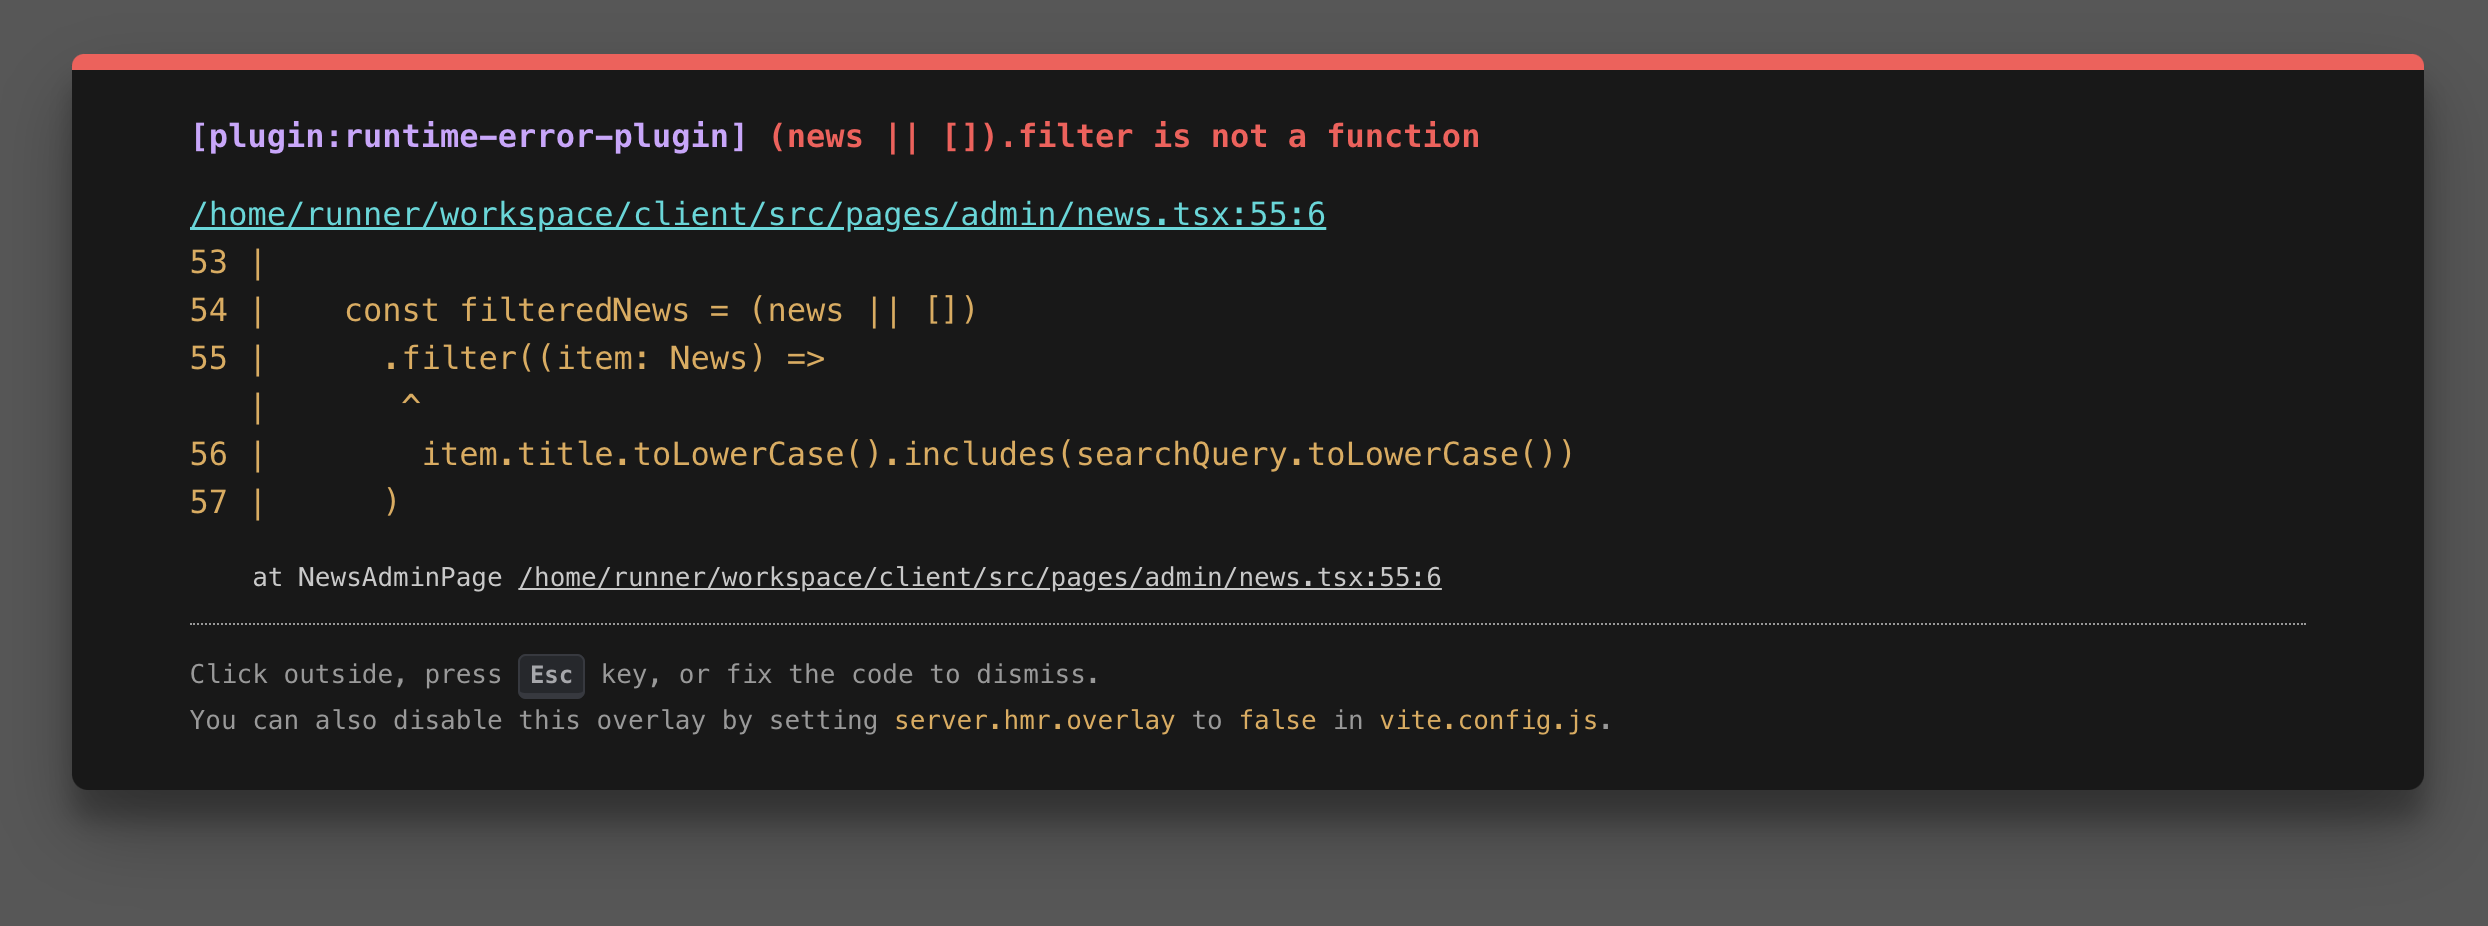 [plugin:runtime-error-plugin] (news || []).filter is not a function
/home/runner/workspace/client/src/pages/admin/news.tsx:55:6
53 |
54 |    const filteredNews = (news || [])
55 |      .filter((item: News) =>
   |       ^
56 |        item.title.toLowerCase().includes(searchQuery.toLowerCase())
57 |      )
at NewsAdminPage /home/runner/workspace/client/src/pages/admin/news.tsx:55:6
Click outside, press Esc key, or fix the code to dismiss.
You can also disable this overlay by setting server.hmr.overlay to false in vite.config.js.